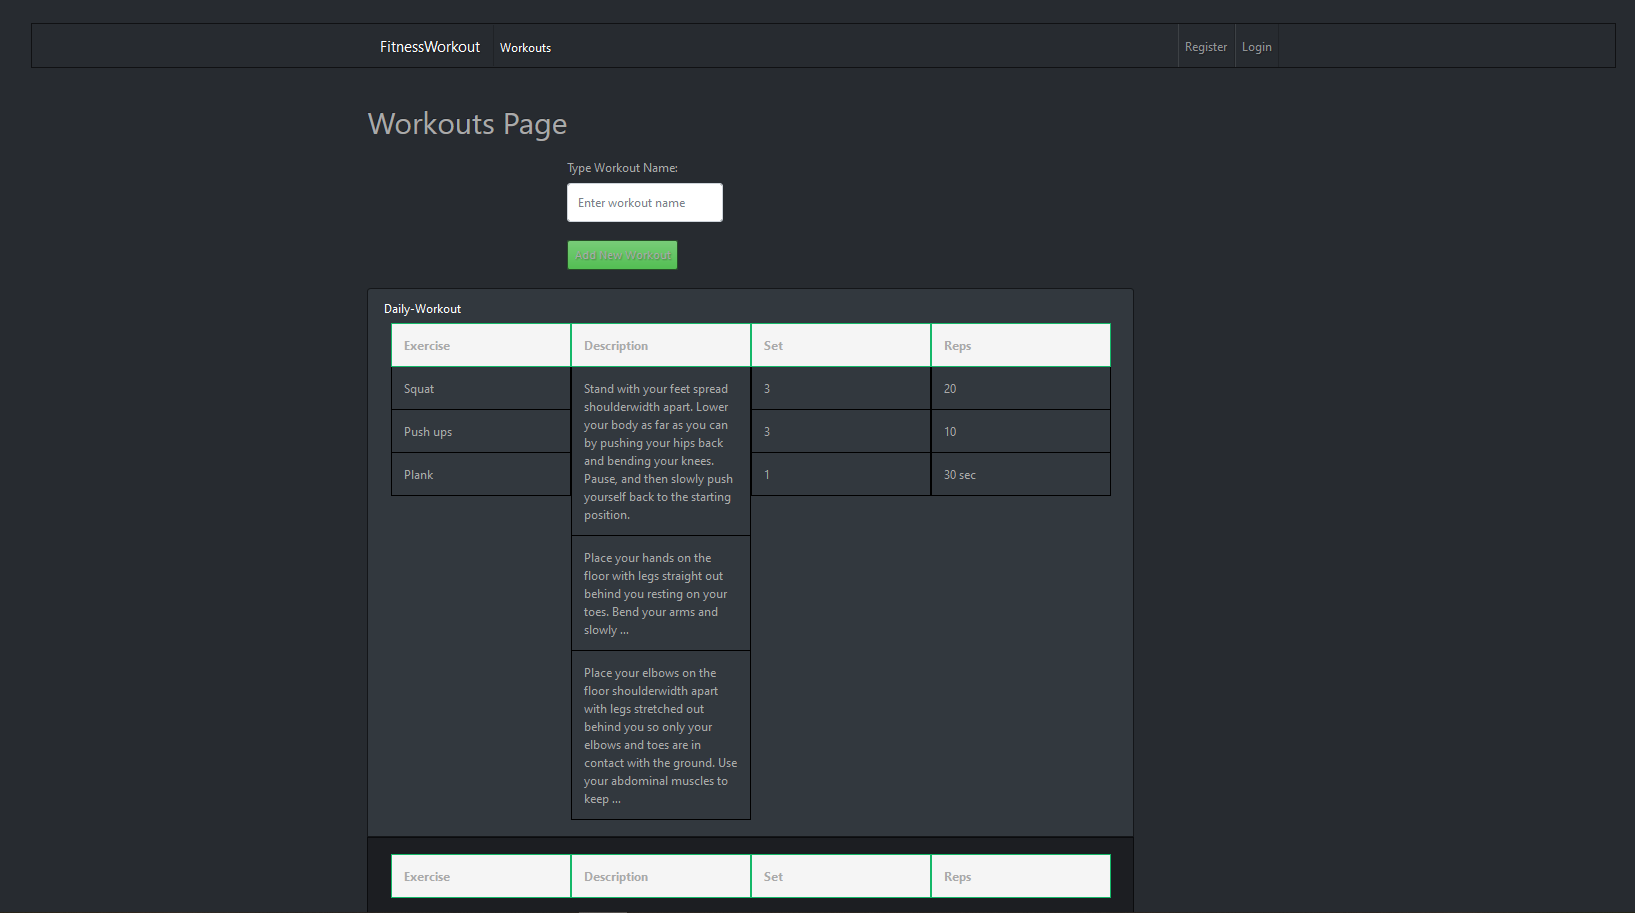 FitnessWorkout Workouts Register Login
Workouts Page
Type Workout Name:
Enter workout name
Add New Workout
Daily-Workout
Exercise Description Set Reps
Squat
Push ups
Plank
Stand with your feet spread
shoulderwidth apart. Lower
your body as far as you can
by pushing your hips back
and bending your knees.
Pause, and then slowly push
yourself back to the starting
position.
Place your hands on the
floor with legs straight out
behind you resting on your
toes. Bend your arms and
slowly ...
Place your elbows on the
floor shoulderwidth apart
with legs stretched out
behind you so only your
elbows and toes are in
contact with the ground. Use
your abdominal muscles to
keep ...
3
3
1
20
10
30 sec
Exercise Description Set Reps